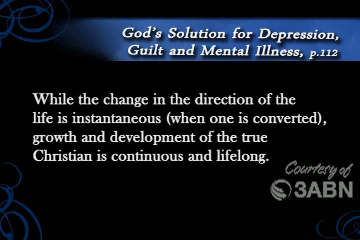 God's Solution for Depression,
Guilt and Mental Illness, p.112
While the change in the direction of the
life is instantaneous (when one is converted),
growth and development of the true
Christian is continuous and lifelong.
Courtesy of
3ABN